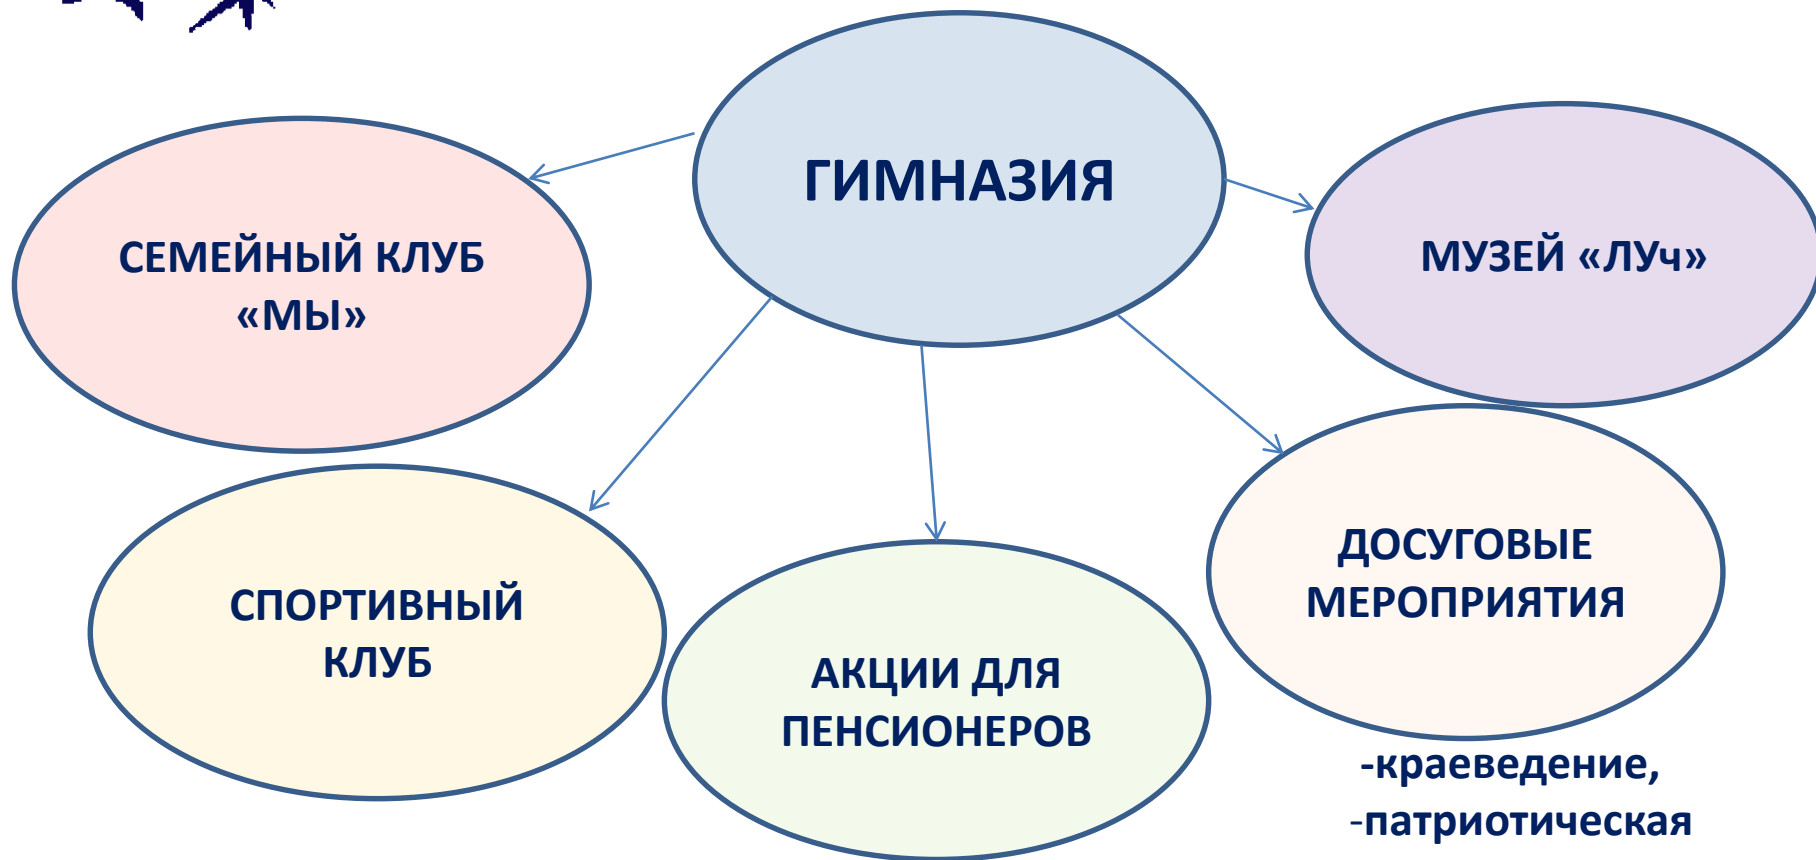 ГИМНАЗИЯ
СЕМЕЙНЫЙ КЛУБ
«МЫ»
МУЗЕЙ «ЛУч»
СПОРТИВНЫЙ
КЛУБ
АКЦИИ ДЛЯ
ПЕНСИОНЕРОВ
ДОСУГОВЫЕ
МЕРОПРИЯТИЯ
-краеведение,
-патриотическая